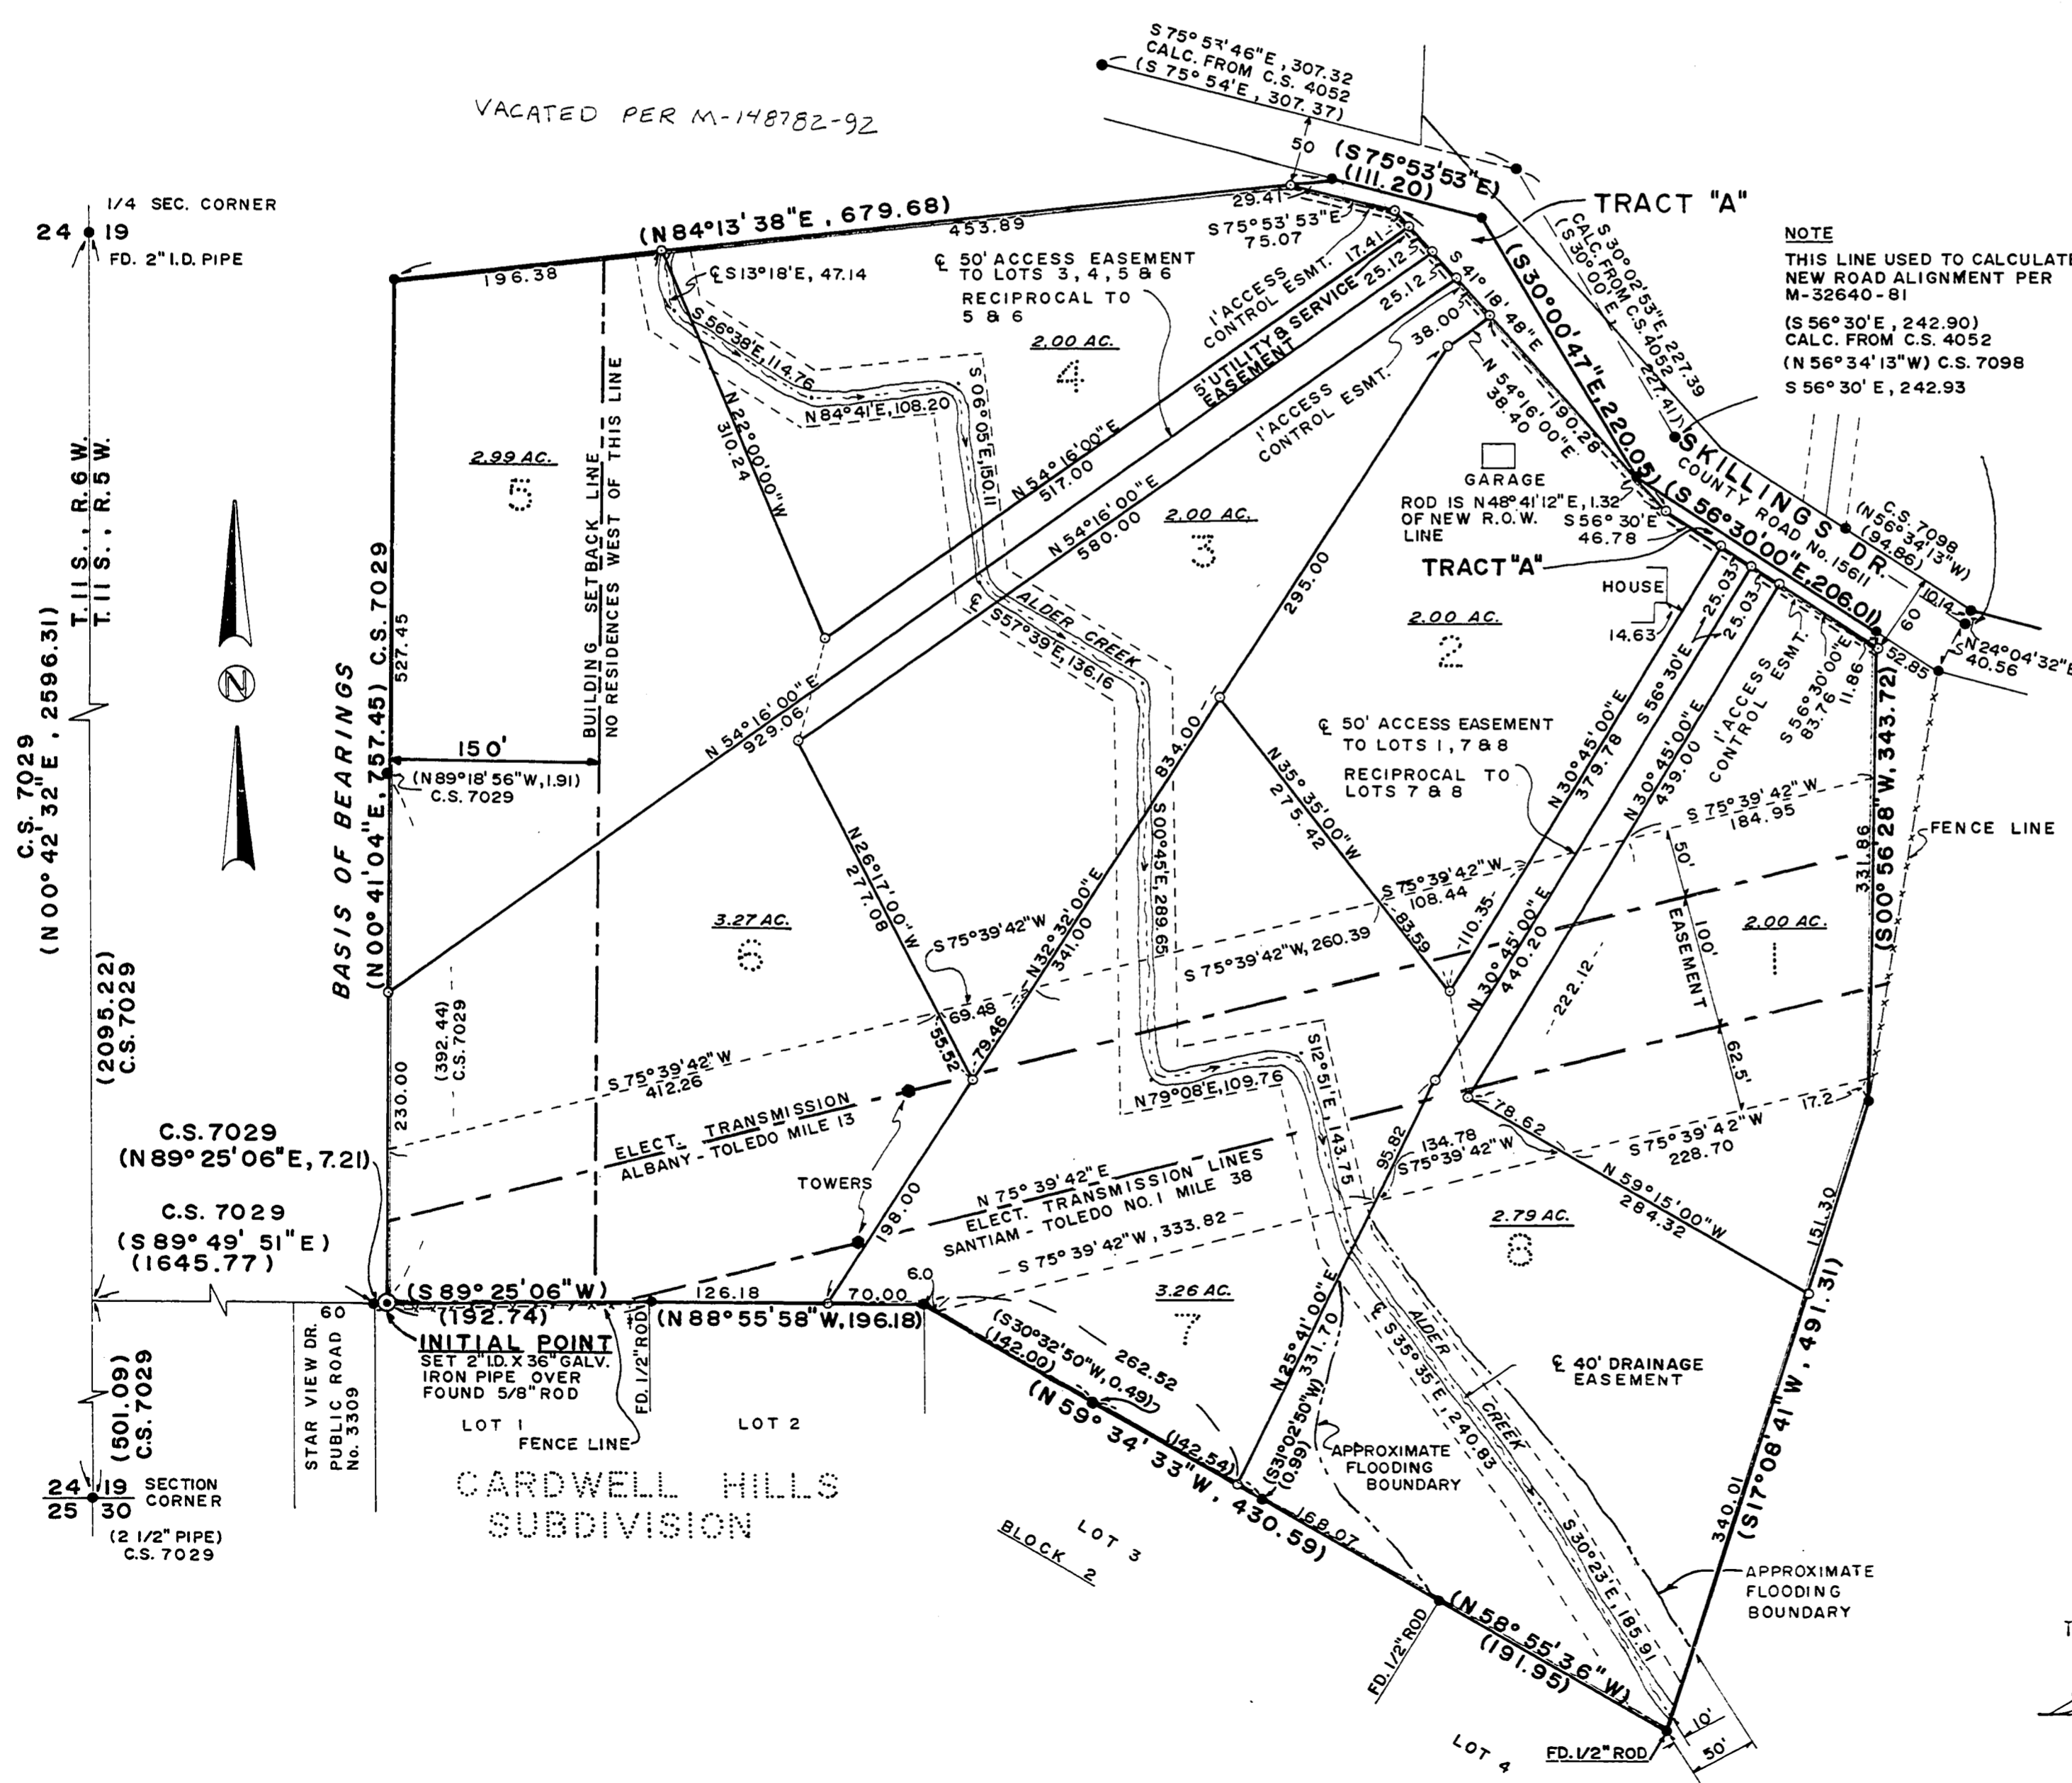 VACATED PER M-148782-92
S 75° 53' 46" E , 307.32
CALC. FROM C.S. 4052
(S 75° 54' E , 307.37)
50
(S 75° 53' 53" E)
(111.20)
TRACT "A"
1/4 SEC. CORNER
24 19
FD. 2" I.D. PIPE
(N 84° 13' 38" E , 679.68)
453.89
196.38
29.41
S 75° 53' 53" E
75.07
17.41
℄ S 13° 18' E, 47.14
℄ 50' ACCESS EASEMENT
TO LOTS 3, 4, 5 & 6
RECIPROCAL TO
5 & 6
1' ACCESS
CONTROL ESMT.
5' UTILITY & SERVICE
EASEMENT
25.12
25.12
38.00
S 41° 18' 48" E
190.28
(S 30° 00' 47" E, 220.05)
S 30° 02' 53" E, 227.39
CALC. FROM C.S. 4052
(S 30° 00' E, 227.41)
NOTE
THIS LINE USED TO CALCULATE
NEW ROAD ALIGNMENT PER
M-32640-81
(S 56° 30' E , 242.90)
CALC. FROM C.S. 4052
(N 56° 34' 13" W) C.S. 7098
S 56° 30' E , 242.93
S 56° 38' E, 114.76
N 84° 41' E, 108.20
S 06° 05' E, 150.11
2.00 AC.
4
N 22° 00' 00" W
310.24
2.99 AC.
5
BUILDING SETBACK LINE
NO RESIDENCES WEST OF THIS LINE
N 54° 16' 00" E
517.00
N 54° 16' 00" E
580.00
1' ACCESS
CONTROL ESMT.
N 54° 16' 00" E
38.40
2.00 AC.
3
295.00
GARAGE
ROD IS N 48° 41' 12" E, 1.32
OF NEW R.O.W.
LINE
S 56° 30' E
46.78
TRACT "A"
(S 56° 30' 00" E, 206.01)
SKILLINGS DR.
COUNTY ROAD No. 15611
C.S. 7098
(N 56° 34' 13" W)
(94.86)
10.14
60
N 24° 04' 32" E
40.56
52.85
HOUSE
14.63
25.03
25.03
S 56° 30' E
S 56° 30' 00" E
83.76
11.86
1' ACCESS
CONTROL ESMT.
2.00 AC.
2
T. 11 S. , R. 6 W.
T. 11 S. , R. 5 W.
C.S. 7029
(N 00° 42' 32" E , 2596.31)
N
BASIS OF BEARINGS
(N 00° 41' 04" E, 757.45) C.S. 7029
527.45
150'
(N 89° 18' 56" W, 1.91)
C.S. 7029
N 54° 16' 00" E
929.06
℄ S 57° 39' E, 136.16
ALDER CREEK
S 00° 45' E, 289.65
834.00
N 35° 35' 00" W
275.42
℄ 50' ACCESS EASEMENT
TO LOTS 1, 7 & 8
RECIPROCAL TO
LOTS 7 & 8
N 30° 45' 00" E
379.78
N 30° 45' 00" E
439.00
N 30° 45' 00" E
440.20
S 75° 39' 42" W
184.95
S 75° 39' 42" W
108.44
331.86
(S 00° 56' 28" W, 343.72)
FENCE LINE
50'
100'
EASEMENT
62.5'
2.00 AC.
1
222.12
110.35
83.59
S 75° 39' 42" W, 260.39
N 26° 17' 00" W
277.08
3.27 AC.
6
S 75° 39' 42" W
69.48
55.52
79.46
N 32° 32' 00" E
341.00
(392.44)
C.S. 7029
230.00
(2095.22)
C.S. 7029
S 75° 39' 42" W
412.26
ELECT. TRANSMISSION
ALBANY - TOLEDO MILE 13
TOWERS
198.00
N 75° 39' 42" E
ELECT. TRANSMISSION LINES
SANTIAM - TOLEDO NO. 1 MILE 38
S 75° 39' 42" W , 333.82
N 79° 08' E, 109.76
S 12° 51' E, 143.75
95.82
134.78
S 75° 39' 42" W
78.62
17.2
S 75° 39' 42" W
228.70
N 59° 15' 00" W
284.32
2.79 AC.
8
151.30
C.S. 7029
(N 89° 25' 06" E, 7.21)
C.S. 7029
(S 89° 49' 51" E)
(1645.77)
(S 89° 25' 06" W)
(192.74)
INITIAL POINT
SET 2" I.D. X 36" GALV.
IRON PIPE OVER
FOUND 5/8" ROD
126.18
70.00
6.0
(N 88° 55' 58" W, 196.18)
FD. 1/2" ROD
60
STAR VIEW DR.
PUBLIC ROAD
No. 3309
LOT 1
FENCE LINE
LOT 2
CARDWELL HILLS
SUBDIVISION
(501.09)
C.S. 7029
24 19
25 30
SECTION
CORNER
(2 1/2" PIPE)
C.S. 7029
3.26 AC.
7
(S 30° 32' 50" W, 0.49)
(142.00)
262.52
(N 59° 34' 33" W , 430.59)
(142.54)
N 25° 41' 00" E
331.70
(S 31° 02' 50" W)
(0.99)
168.07
APPROXIMATE
FLOODING
BOUNDARY
℄ S 35° 35' E , 240.83
ALDER
CREEK
℄ 40' DRAINAGE
EASEMENT
S 30° 23' E, 185.91
340.01
(S 17° 08' 41" W, 491.31)
APPROXIMATE
FLOODING
BOUNDARY
BLOCK 2
LOT 3
FD. 1/2" ROD
(N 58° 55' 36" W)
(191.95)
LOT 4
FD. 1/2" ROD
10'
50'